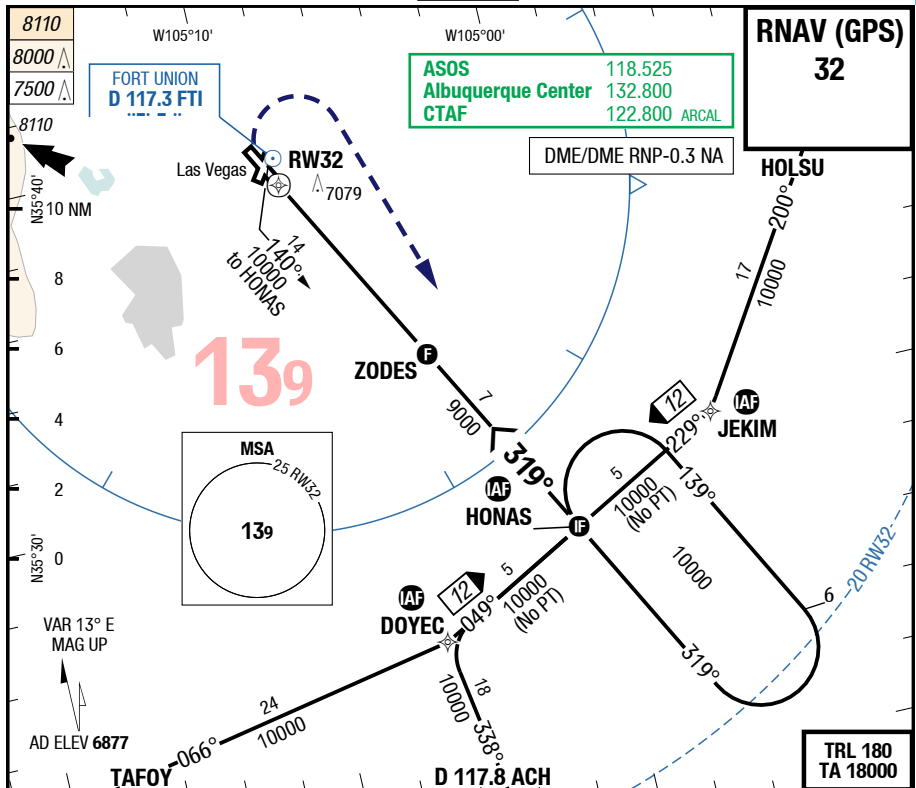 8110
8000
7500
8110
W105°10'
W105°00'
FORT UNION
D 117.3 FTI
ASOS 118.525
Albuquerque Center 132.800
CTAF 122.800 ARCAL
RNAV (GPS)
32
DME/DME RNP-0.3 NA
HOLSU
200°
17
10000
Las Vegas
RW32
7079
N35°40'
10 NM
8
6
4
2
0
N35°30'
14
140°
10000
to HONAS
139
ZODES
F
7
9000
319°
IAF
HONAS
IF
12
229°
IAF
JEKIM
5
10000
(No PT)
139°
10000
6
319°
20 RW32
MSA
25 RW32
139
IAF
DOYEC
12
049°
5
10000
(No PT)
VAR 13° E
MAG UP
AD ELEV 6877
24
10000
066°
TAFOY
18
10000
338°
D 117.8 ACH
TRL 180
TA 18000